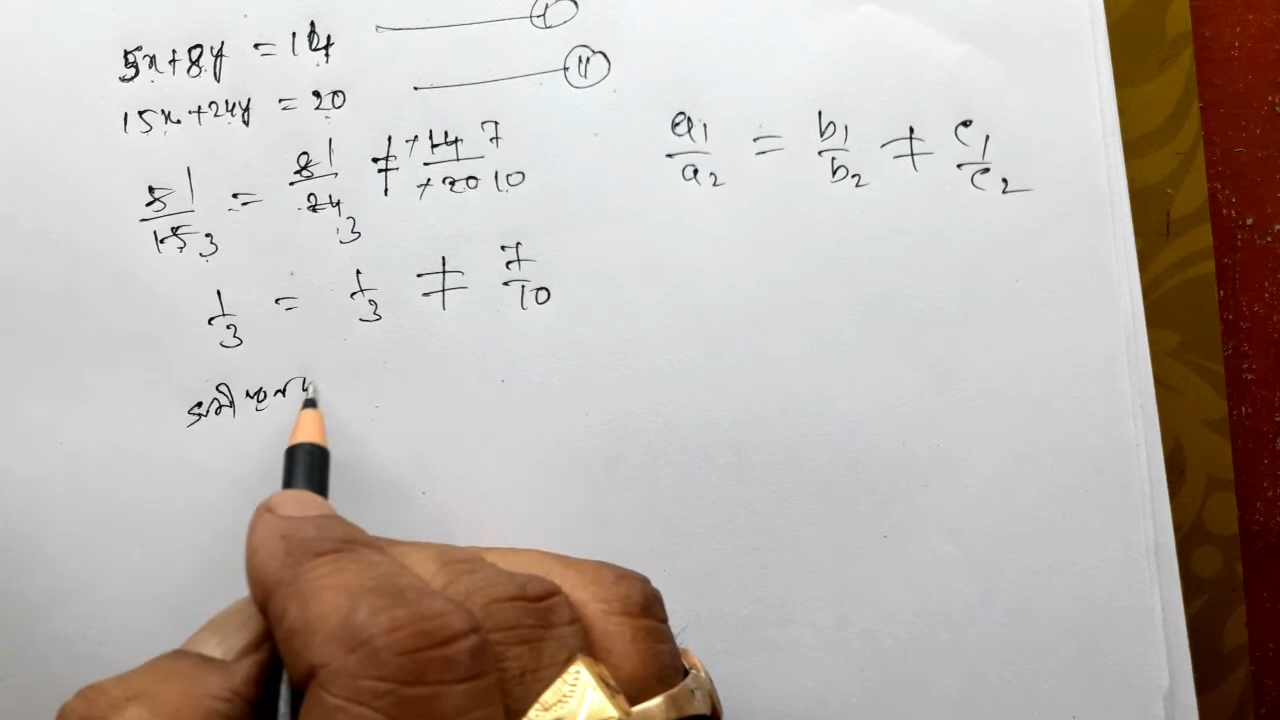 5x+8y = 14 ——— (I)
15x+24y = 20 ——— (II)
a1/a2 = b1/b2 ≠ c1/c2
5 1/15 3 = 8 1/24 3 ≠ +14 7/+20 10
1/3 = 1/3 ≠ 7/10